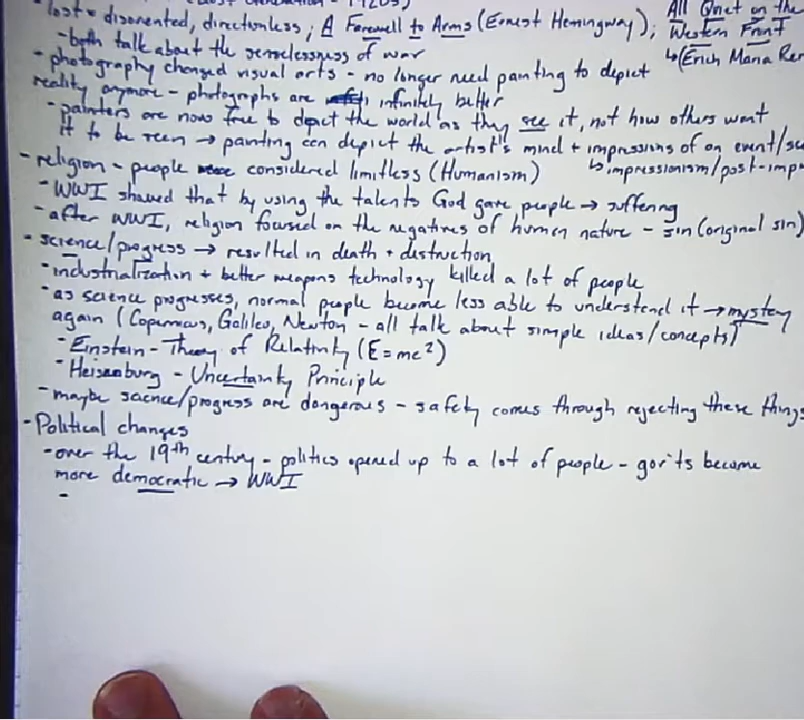 - lost = disoriented, directionless ; A Farewell to Arms (Ernest Hemingway) ; All Quiet on the Western Front
(Erich Maria Rem
- both talk about the senselessness of war
- photography changed visual arts - no longer need painting to depict
reality anymore - photographs are infinitely better
- painters are now free to depict the world as they see it, not how others want
it to be seen → painting can depict the artist's mind + impressions of an event/sc
↳ impressionism/post-imp
- religion - people considered limitless (Humanism)
- WWI showed that by using the talents God gave people → suffering
- after WWI, religion focused on the negatives of human nature - sin (original sin)
- science/progress → resulted in death + destruction
- industrialization + better weapons technology killed a lot of people
- as science progresses, normal people become less able to understand it → mystery
again (Copernicus, Galileo, Newton - all talk about simple ideas/concepts)
- Einstein - Theory of Relativity (E=mc²)
- Heisenburg - Uncertainty Principle
- maybe science/progress are dangerous - safety comes through rejecting these things
- Political changes
- over the 19th century - politics opened up to a lot of people - gov'ts became
more democratic → WWI
-